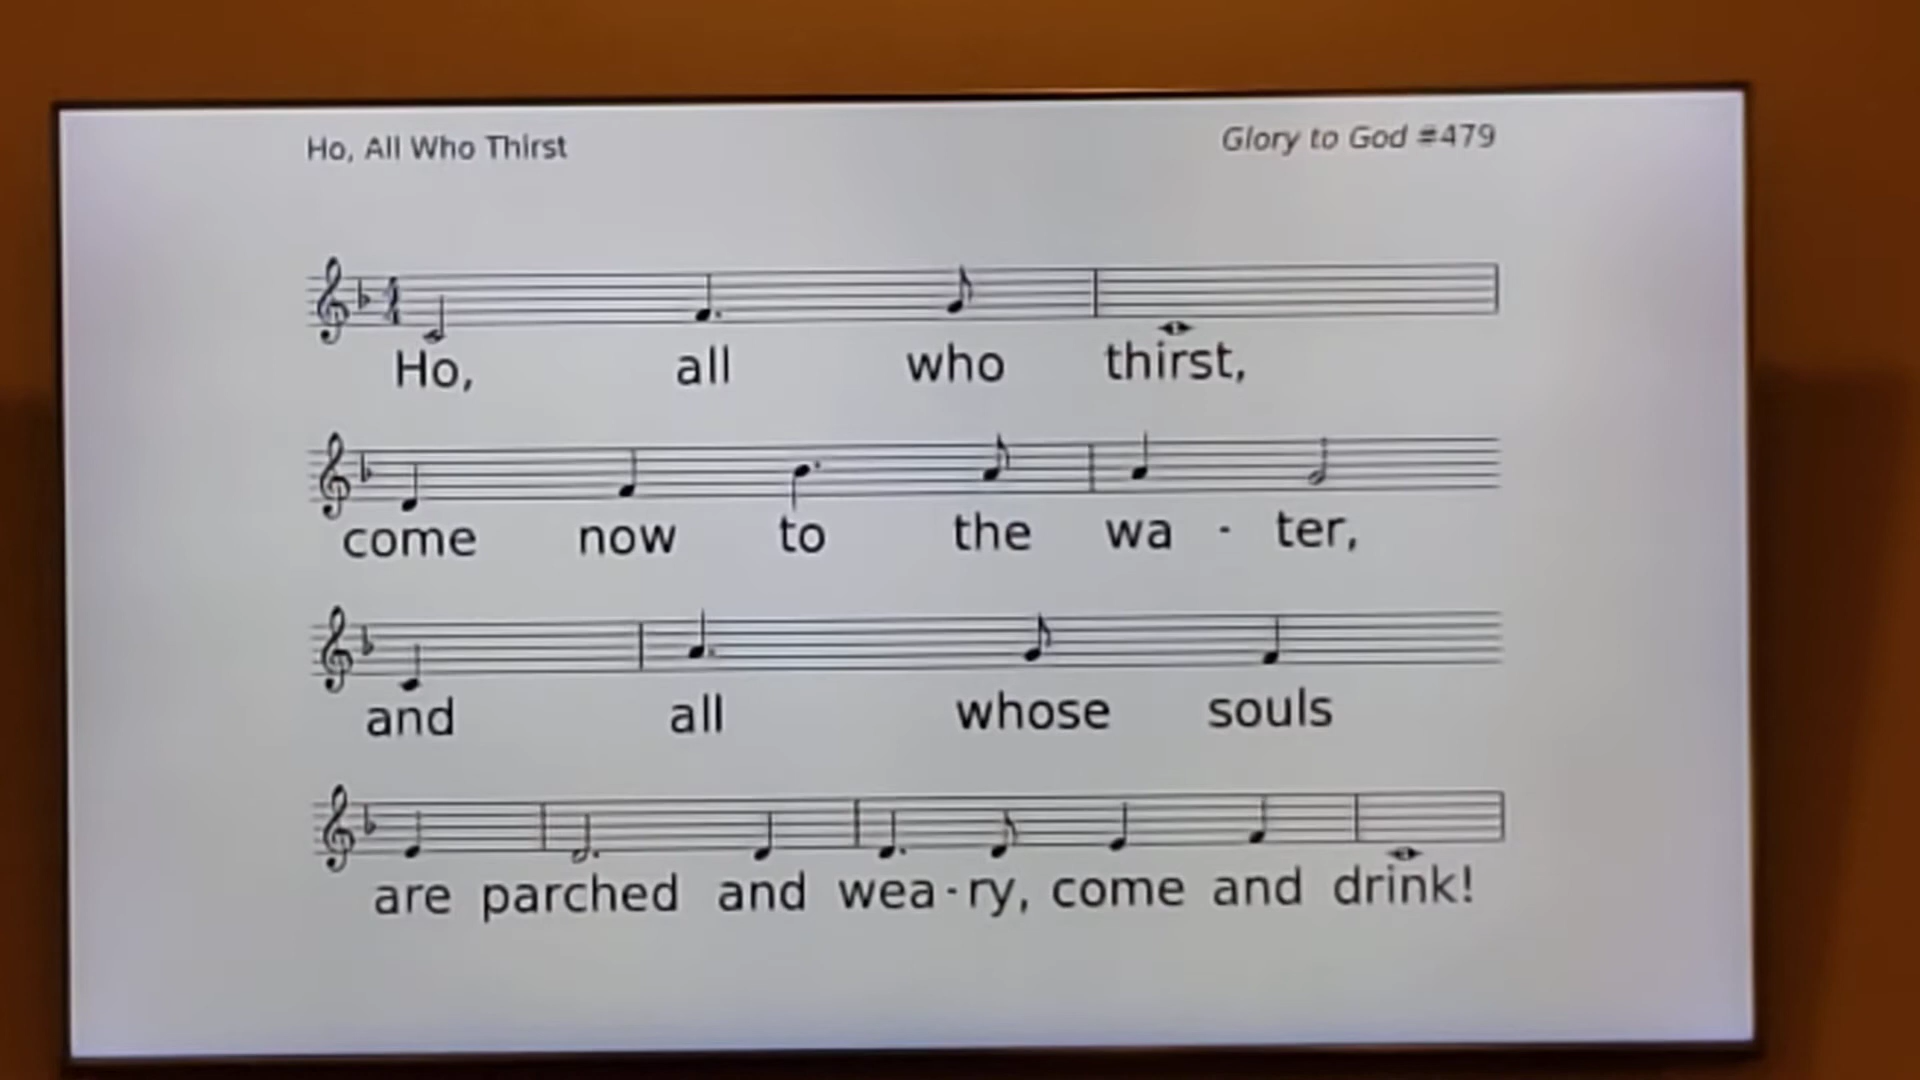 Ho, All Who Thirst
Glory to God #479
Ho, all who thirst,
come now to the wa - ter,
and all whose souls
are parched and wea - ry, come and drink!